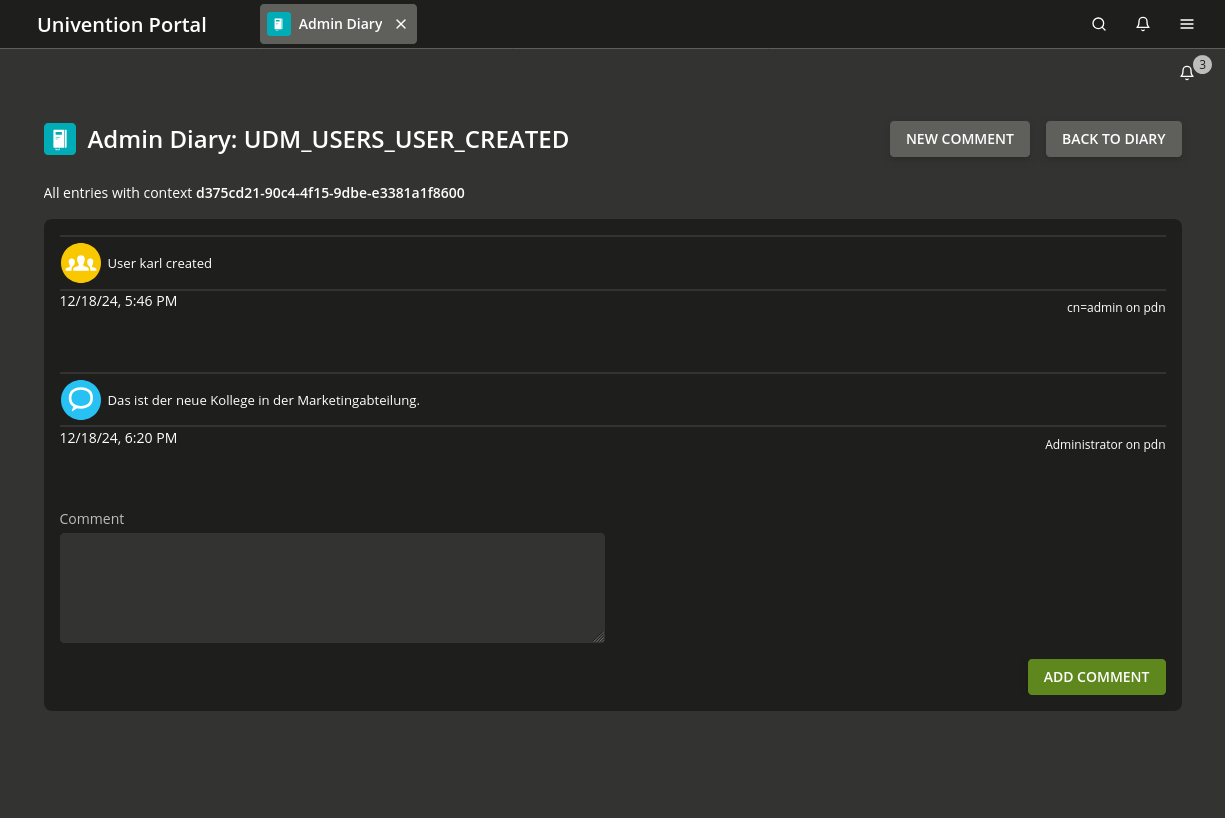 Univention Portal
Admin Diary
3
Admin Diary: UDM_USERS_USER_CREATED
NEW COMMENT
BACK TO DIARY
All entries with context d375cd21-90c4-4f15-9dbe-e3381a1f8600
User karl created
12/18/24, 5:46 PM
cn=admin on pdn
Das ist der neue Kollege in der Marketingabteilung.
12/18/24, 6:20 PM
Administrator on pdn
Comment
ADD COMMENT